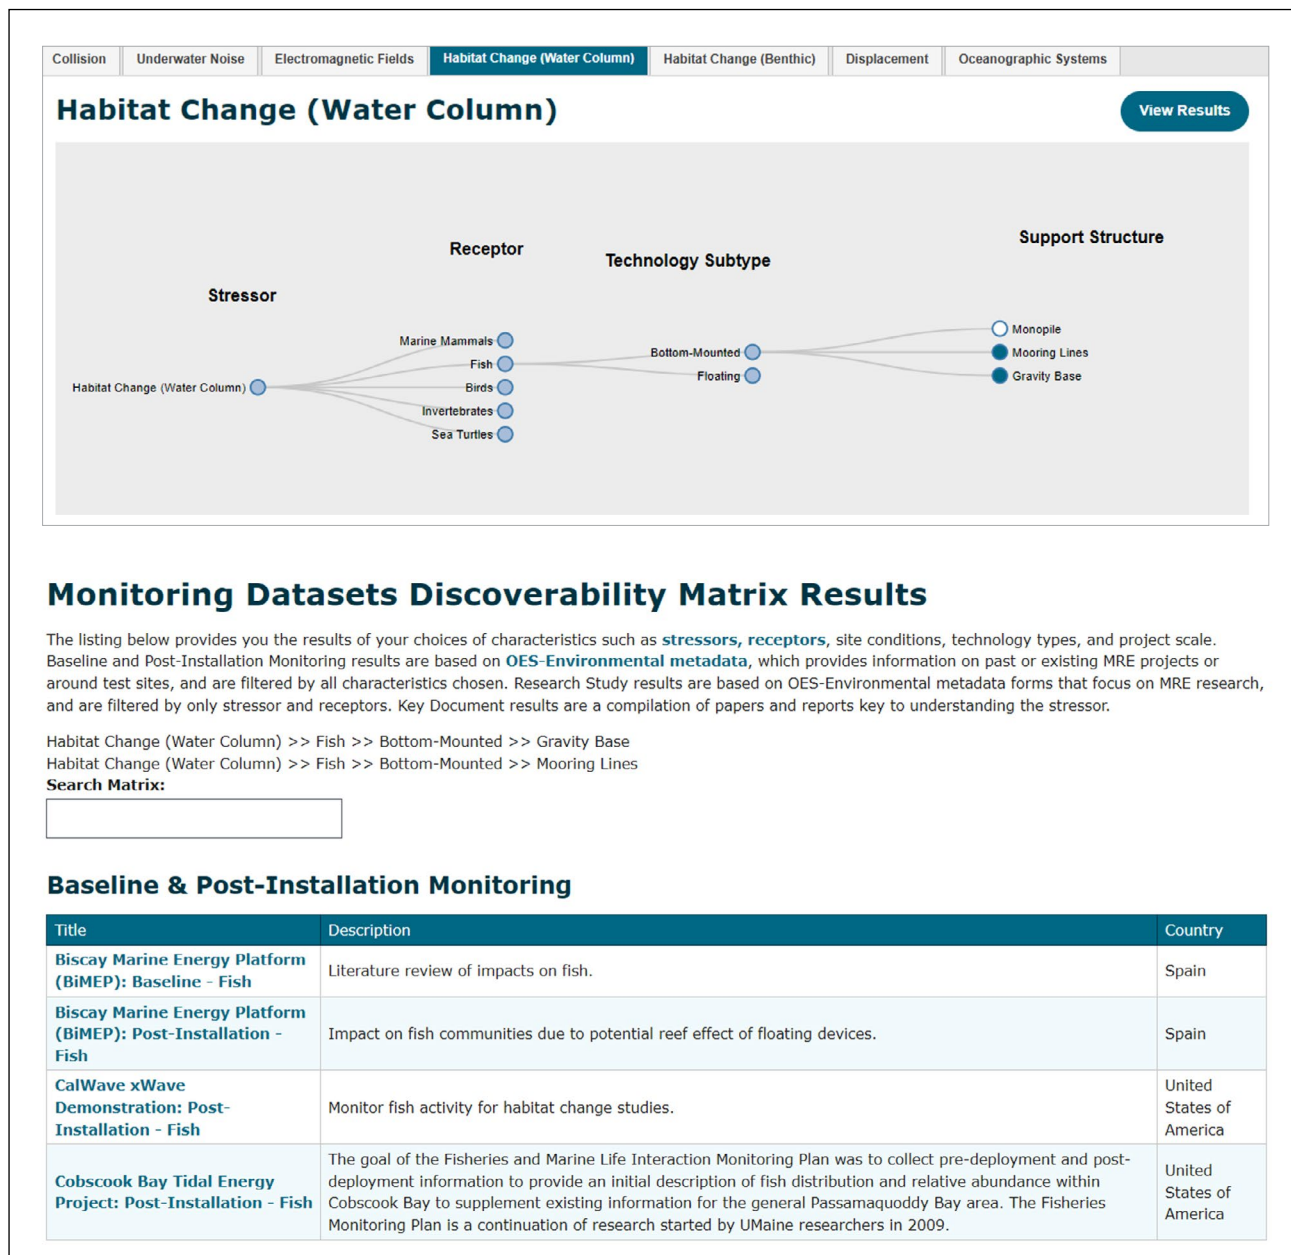 Collision Underwater Noise Electromagnetic Fields Habitat Change (Water Column) Habitat Change (Benthic) Displacement Oceanographic Systems
Habitat Change (Water Column)
View Results
Stressor
Receptor
Technology Subtype
Support Structure
Habitat Change (Water Column)
Marine Mammals
Fish
Birds
Invertebrates
Sea Turtles
Bottom-Mounted
Floating
Monopile
Mooring Lines
Gravity Base
Monitoring Datasets Discoverability Matrix Results
The listing below provides you the results of your choices of characteristics such as stressors, receptors, site conditions, technology types, and project scale.
Baseline and Post-Installation Monitoring results are based on OES-Environmental metadata, which provides information on past or existing MRE projects or
around test sites, and are filtered by all characteristics chosen. Research Study results are based on OES-Environmental metadata forms that focus on MRE research,
and are filtered by only stressor and receptors. Key Document results are a compilation of papers and reports key to understanding the stressor.
Habitat Change (Water Column) >> Fish >> Bottom-Mounted >> Gravity Base
Habitat Change (Water Column) >> Fish >> Bottom-Mounted >> Mooring Lines
Search Matrix:
Baseline & Post-Installation Monitoring
Title Description Country
Biscay Marine Energy Platform
(BiMEP): Baseline - Fish
Literature review of impacts on fish.
Spain
Biscay Marine Energy Platform
(BiMEP): Post-Installation -
Fish
Impact on fish communities due to potential reef effect of floating devices.
Spain
CalWave xWave
Demonstration: Post-
Installation - Fish
Monitor fish activity for habitat change studies.
United
States of
America
Cobscook Bay Tidal Energy
Project: Post-Installation - Fish
The goal of the Fisheries and Marine Life Interaction Monitoring Plan was to collect pre-deployment and post-
deployment information to provide an initial description of fish distribution and relative abundance within
Cobscook Bay to supplement existing information for the general Passamaquoddy Bay area. The Fisheries
Monitoring Plan is a continuation of research started by UMaine researchers in 2009.
United
States of
America